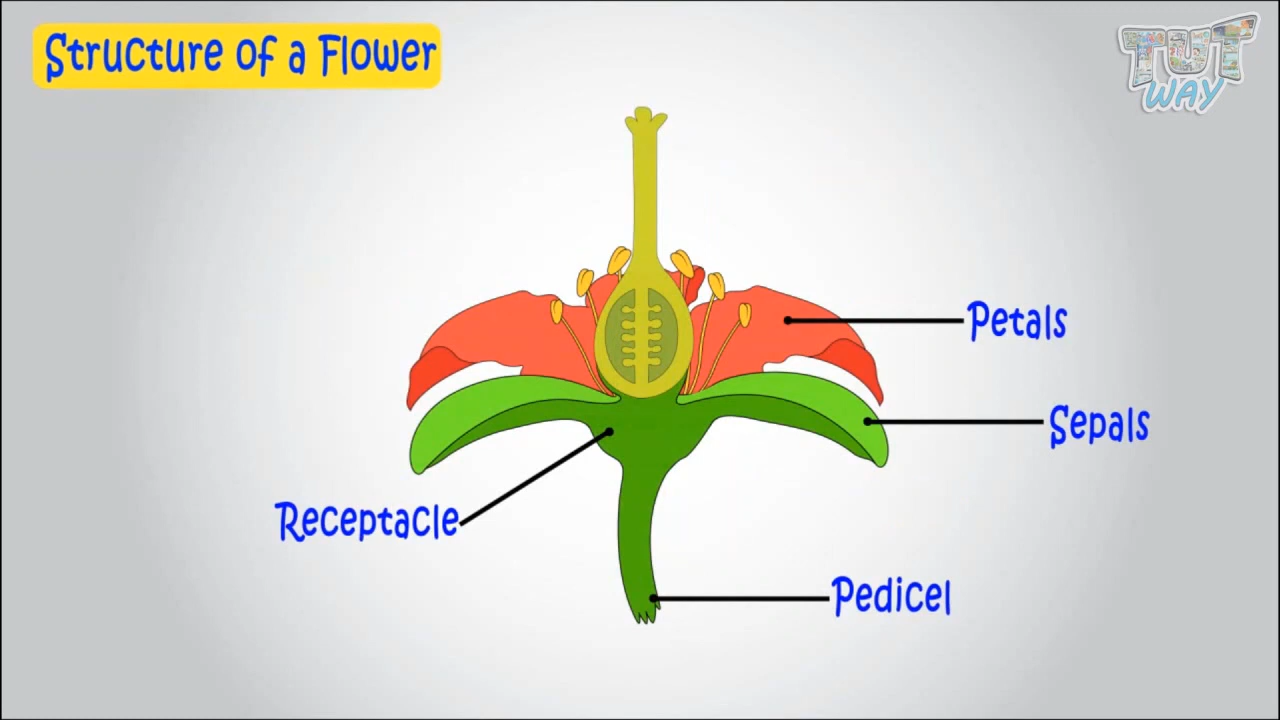 Structure of a Flower
TUT
WAY
Petals
Sepals
Receptacle
Pedicel